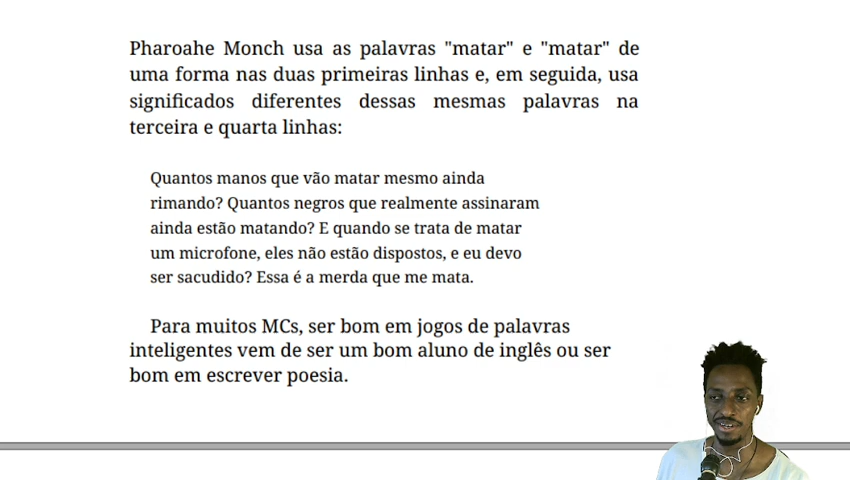 Pharoahe Monch usa as palavras "matar" e "matar" de
uma forma nas duas primeiras linhas e, em seguida, usa
significados diferentes dessas mesmas palavras na
terceira e quarta linhas:
Quantos manos que vão matar mesmo ainda
rimando? Quantos negros que realmente assinaram
ainda estão matando? E quando se trata de matar
um microfone, eles não estão dispostos, e eu devo
ser sacudido? Essa é a merda que me mata.
Para muitos MCs, ser bom em jogos de palavras
inteligentes vem de ser um bom aluno de inglês ou ser
bom em escrever poesia.